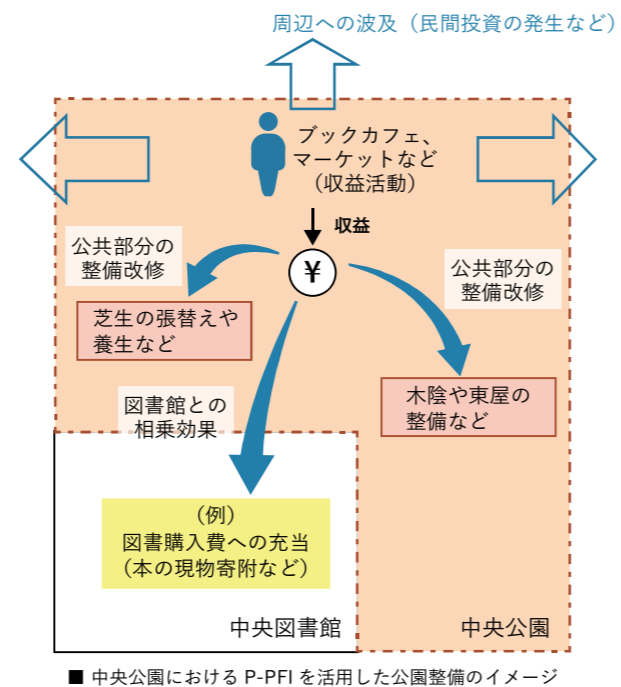 周辺への波及（民間投資の発生など）
ブックカフェ、
マーケットなど
（収益活動）
収益
¥
公共部分の
整備改修
芝生の張替えや
養生など
公共部分の
整備改修
木陰や東屋の
整備など
図書館との
相乗効果
（例）
図書購入費への充当
（本の現物寄附など）
中央図書館
中央公園
■ 中央公園における P-PFI を活用した公園整備のイメージ